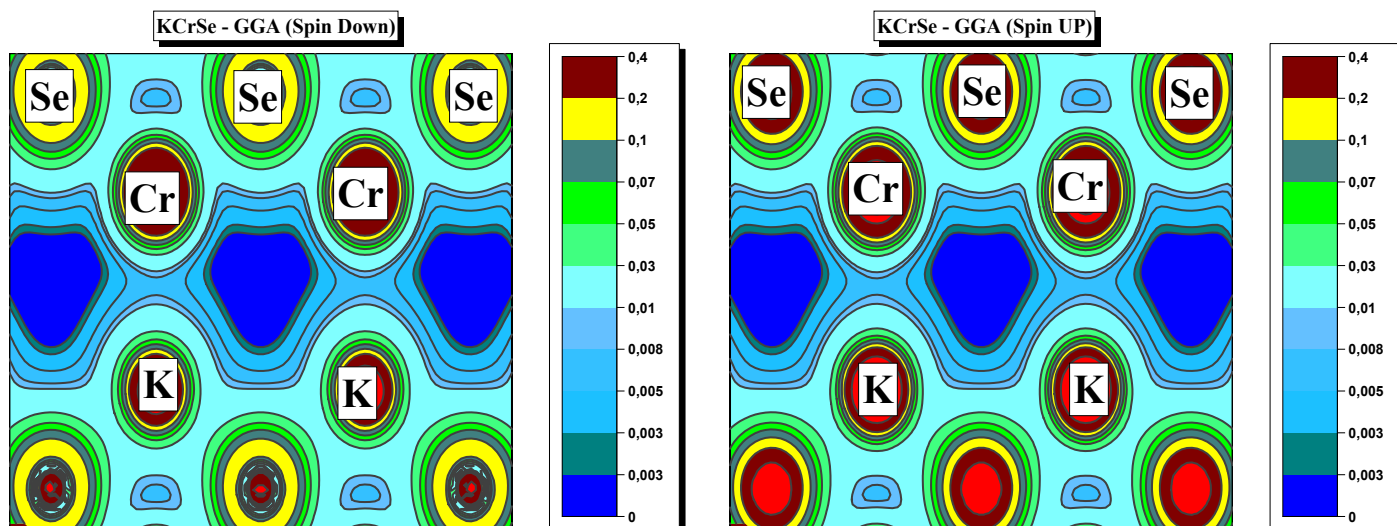 KCrSe - GGA (Spin Down)
Se
Se
Se
Cr
Cr
K
K
0,4
0,2
0,1
0,07
0,05
0,03
0,01
0,008
0,005
0,003
0,003
0
KCrSe - GGA (Spin UP)
Se
Se
Se
Cr
Cr
K
K
0,4
0,2
0,1
0,07
0,05
0,03
0,01
0,008
0,005
0,003
0,003
0